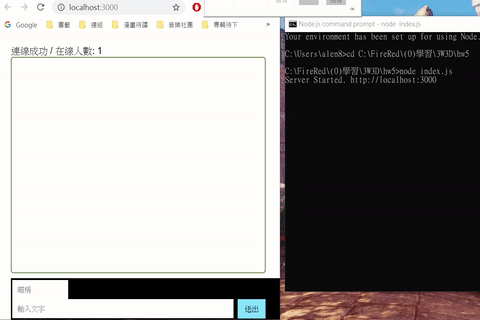 localhost:3000
Google
書籤
連結
漫畫待讀
音樂社團
專輯待下
連線成功 / 在線人數: 1
暱稱
輸入文字
送出
Node.js command prompt - node index.js
Your environment has been set up for using Node.
C:\Users\alen8>cd C:\FireRed\(0)學習\3W3D\hw5
C:\FireRed\(0)學習\3W3D\hw5>node index.js
Server Started. http://localhost:3000